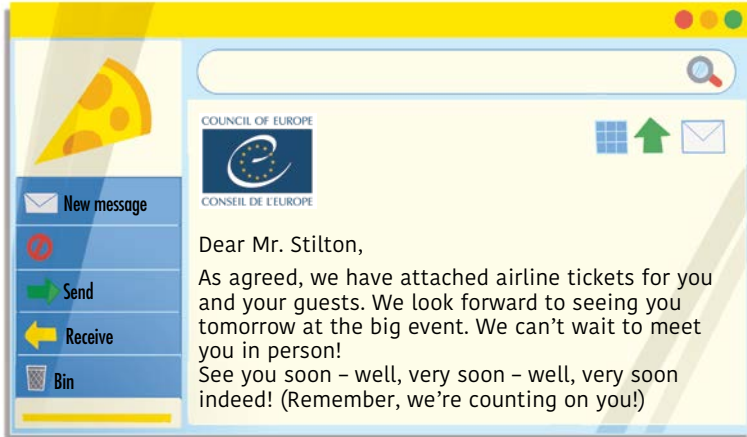 COUNCIL OF EUROPE
CONSEIL DE L'EUROPE
New message
Send
Receive
Bin
Dear Mr. Stilton,
As agreed, we have attached airline tickets for you
and your guests. We look forward to seeing you
tomorrow at the big event. We can’t wait to meet
you in person!
See you soon – well, very soon – well, very soon
indeed! (Remember, we’re counting on you!)